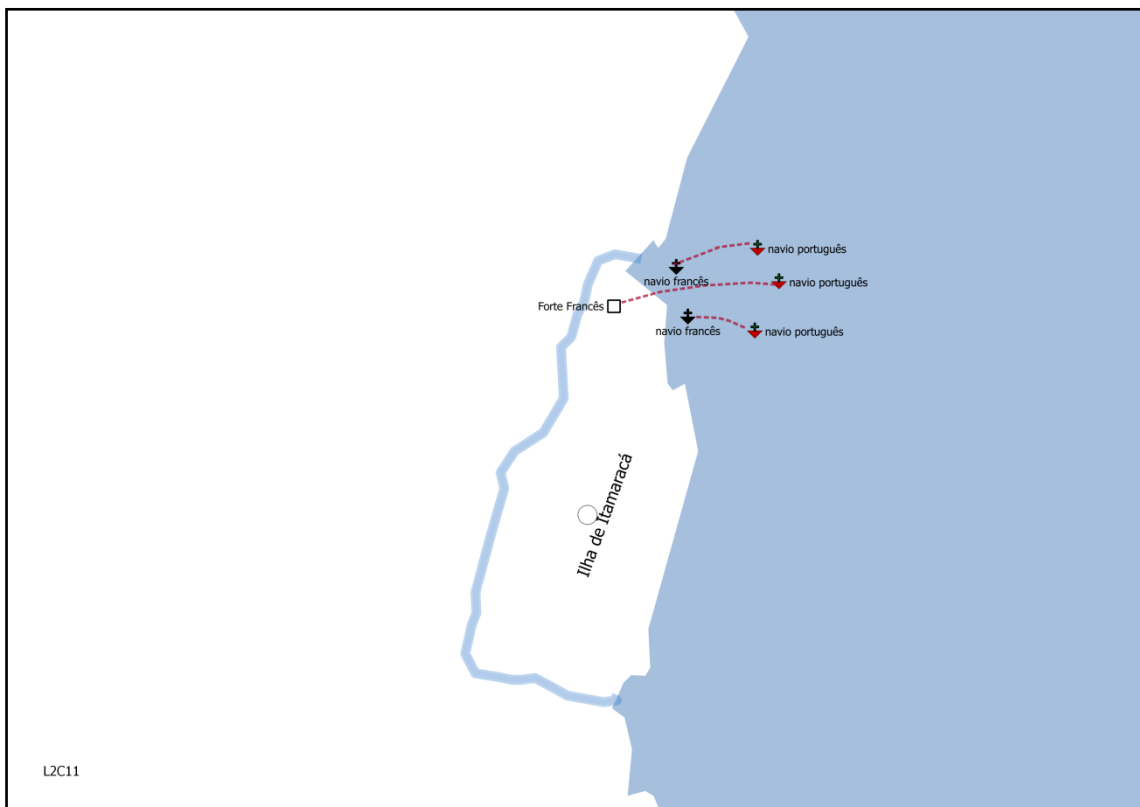 navio português
navio francês
navio português
Forte Francês
navio francês
navio português
Ilha de Itamaracá
L2C11